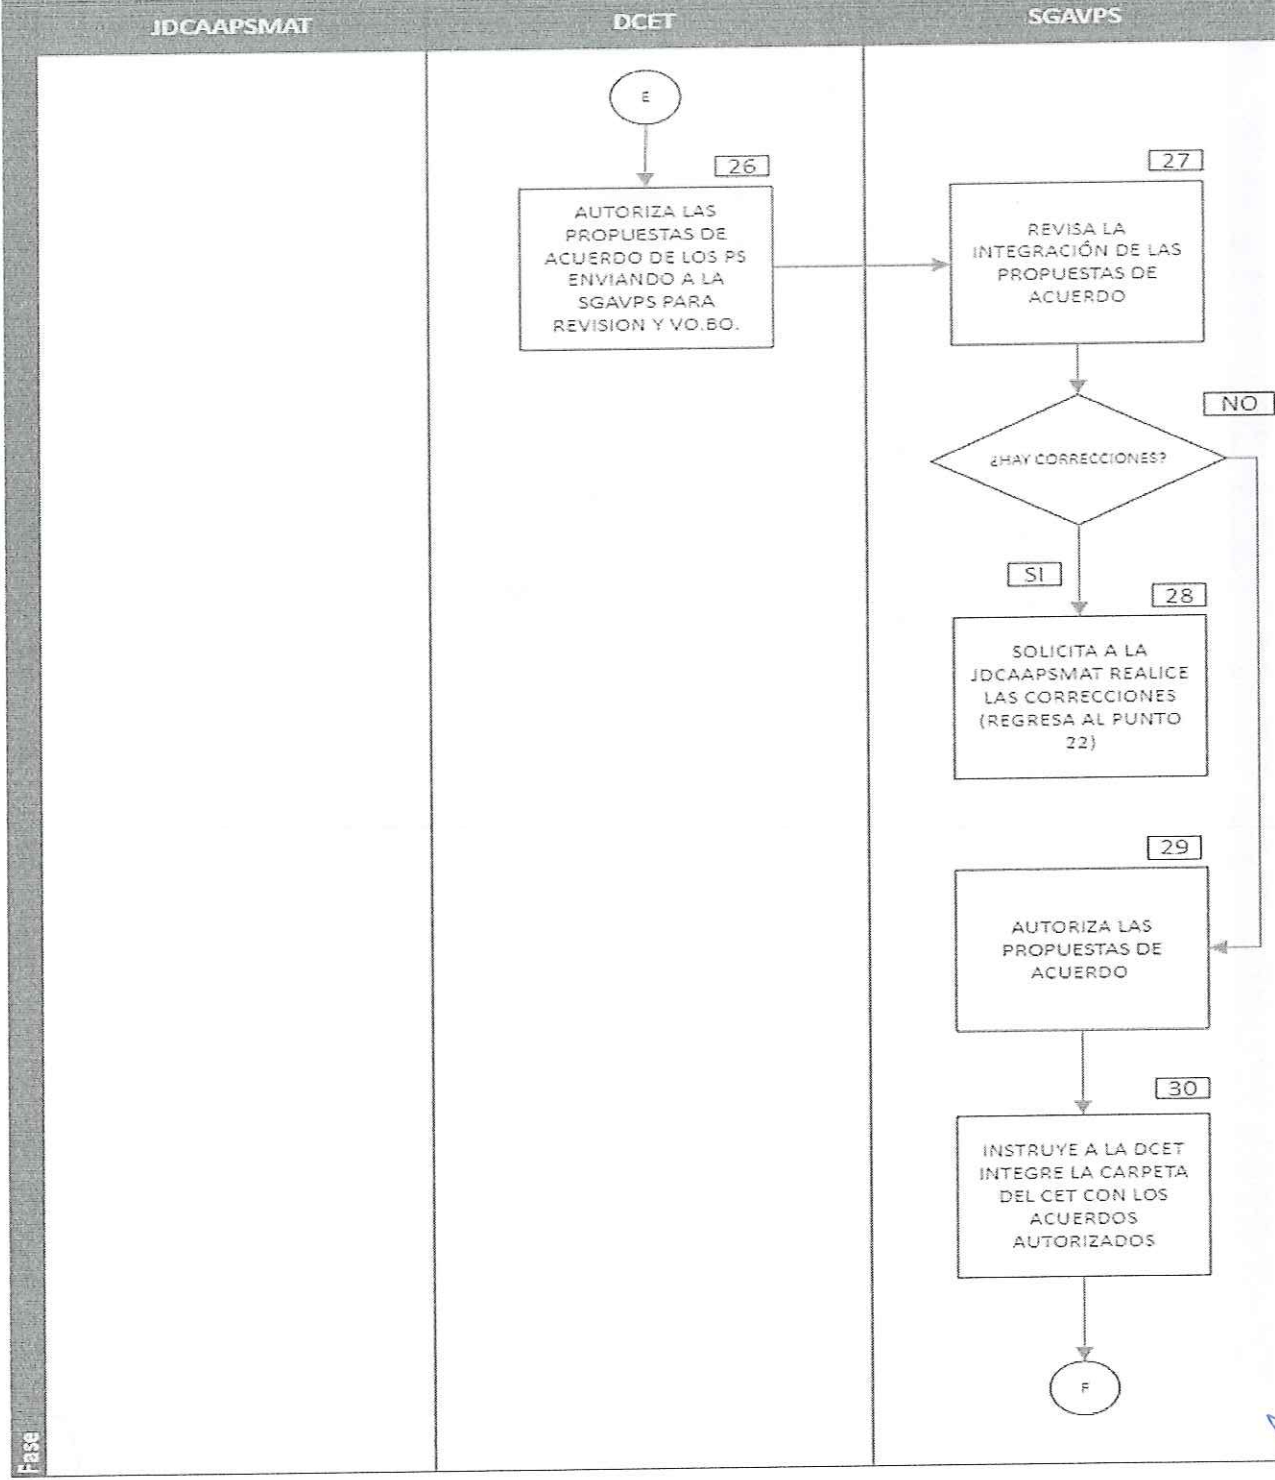 JDCAAPSMAT
DCET
SGAVPS
E
26
AUTORIZA LAS
PROPUESTAS DE
ACUERDO DE LOS PS
ENVIANDO A LA
SGAVPS PARA
REVISION Y VO.BO.
27
REVISA LA
INTEGRACIÓN DE LAS
PROPUESTAS DE
ACUERDO
NO
¿HAY CORRECCIONES?
SI
28
SOLICITA A LA
JDCAAPSMAT REALICE
LAS CORRECCIONES
(REGRESA AL PUNTO
22)
29
AUTORIZA LAS
PROPUESTAS DE
ACUERDO
30
INSTRUYE A LA DCET
INTEGRE LA CARPETA
DEL CET CON LOS
ACUERDOS
AUTORIZADOS
F
Fase